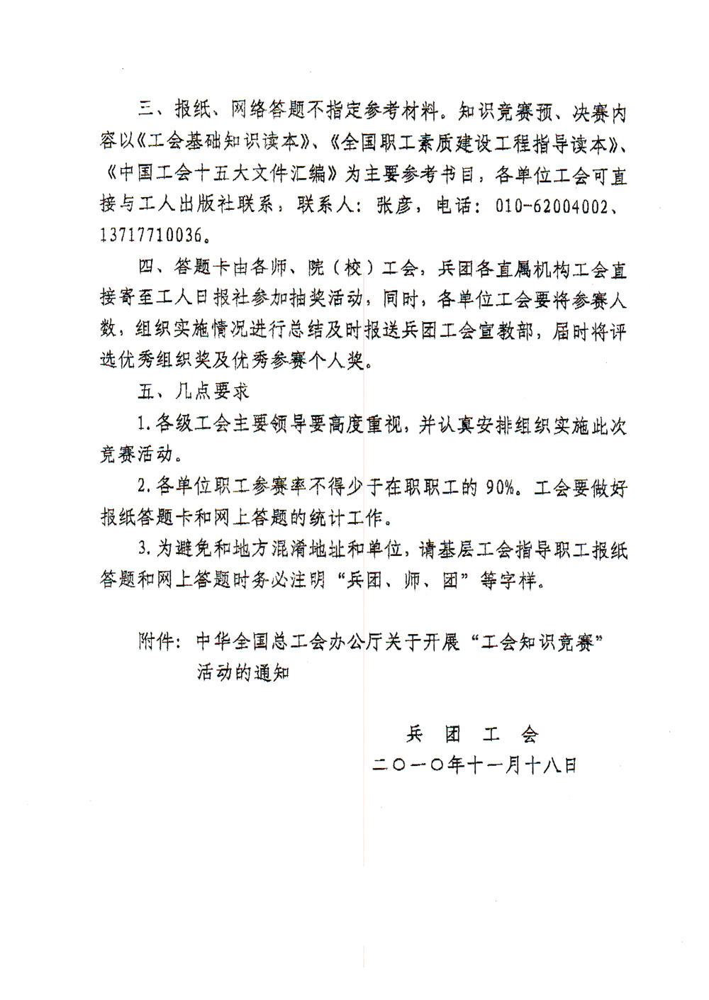 三、报纸、网络答题不指定参考材料。知识竞赛预、决赛内
容以《工会基础知识读本》、《全国职工素质建设工程指导读本》、
《中国工会十五大文件汇编》为主要参考书目，各单位工会可直
接与工人出版社联系，联系人：张彦，电话：010-62004002、
13717710036。
四、答题卡由各师、院（校）工会，兵团各直属机构工会直
接寄至工人日报社参加抽奖活动，同时，各单位工会要将参赛人
数，组织实施情况进行总结及时报送兵团工会宣教部，届时将评
选优秀组织奖及优秀参赛个人奖。
五、几点要求
1.各级工会主要领导要高度重视，并认真安排组织实施此次
竞赛活动。
2.各单位职工参赛率不得少于在职职工的 90%。工会要做好
报纸答题卡和网上答题的统计工作。
3.为避免和地方混淆地址和单位，请基层工会指导职工报纸
答题和网上答题时务必注明“兵团、师、团”等字样。
附件：中华全国总工会办公厅关于开展“工会知识竞赛”
活动的通知
兵 团 工 会
二〇一〇年十一月十八日